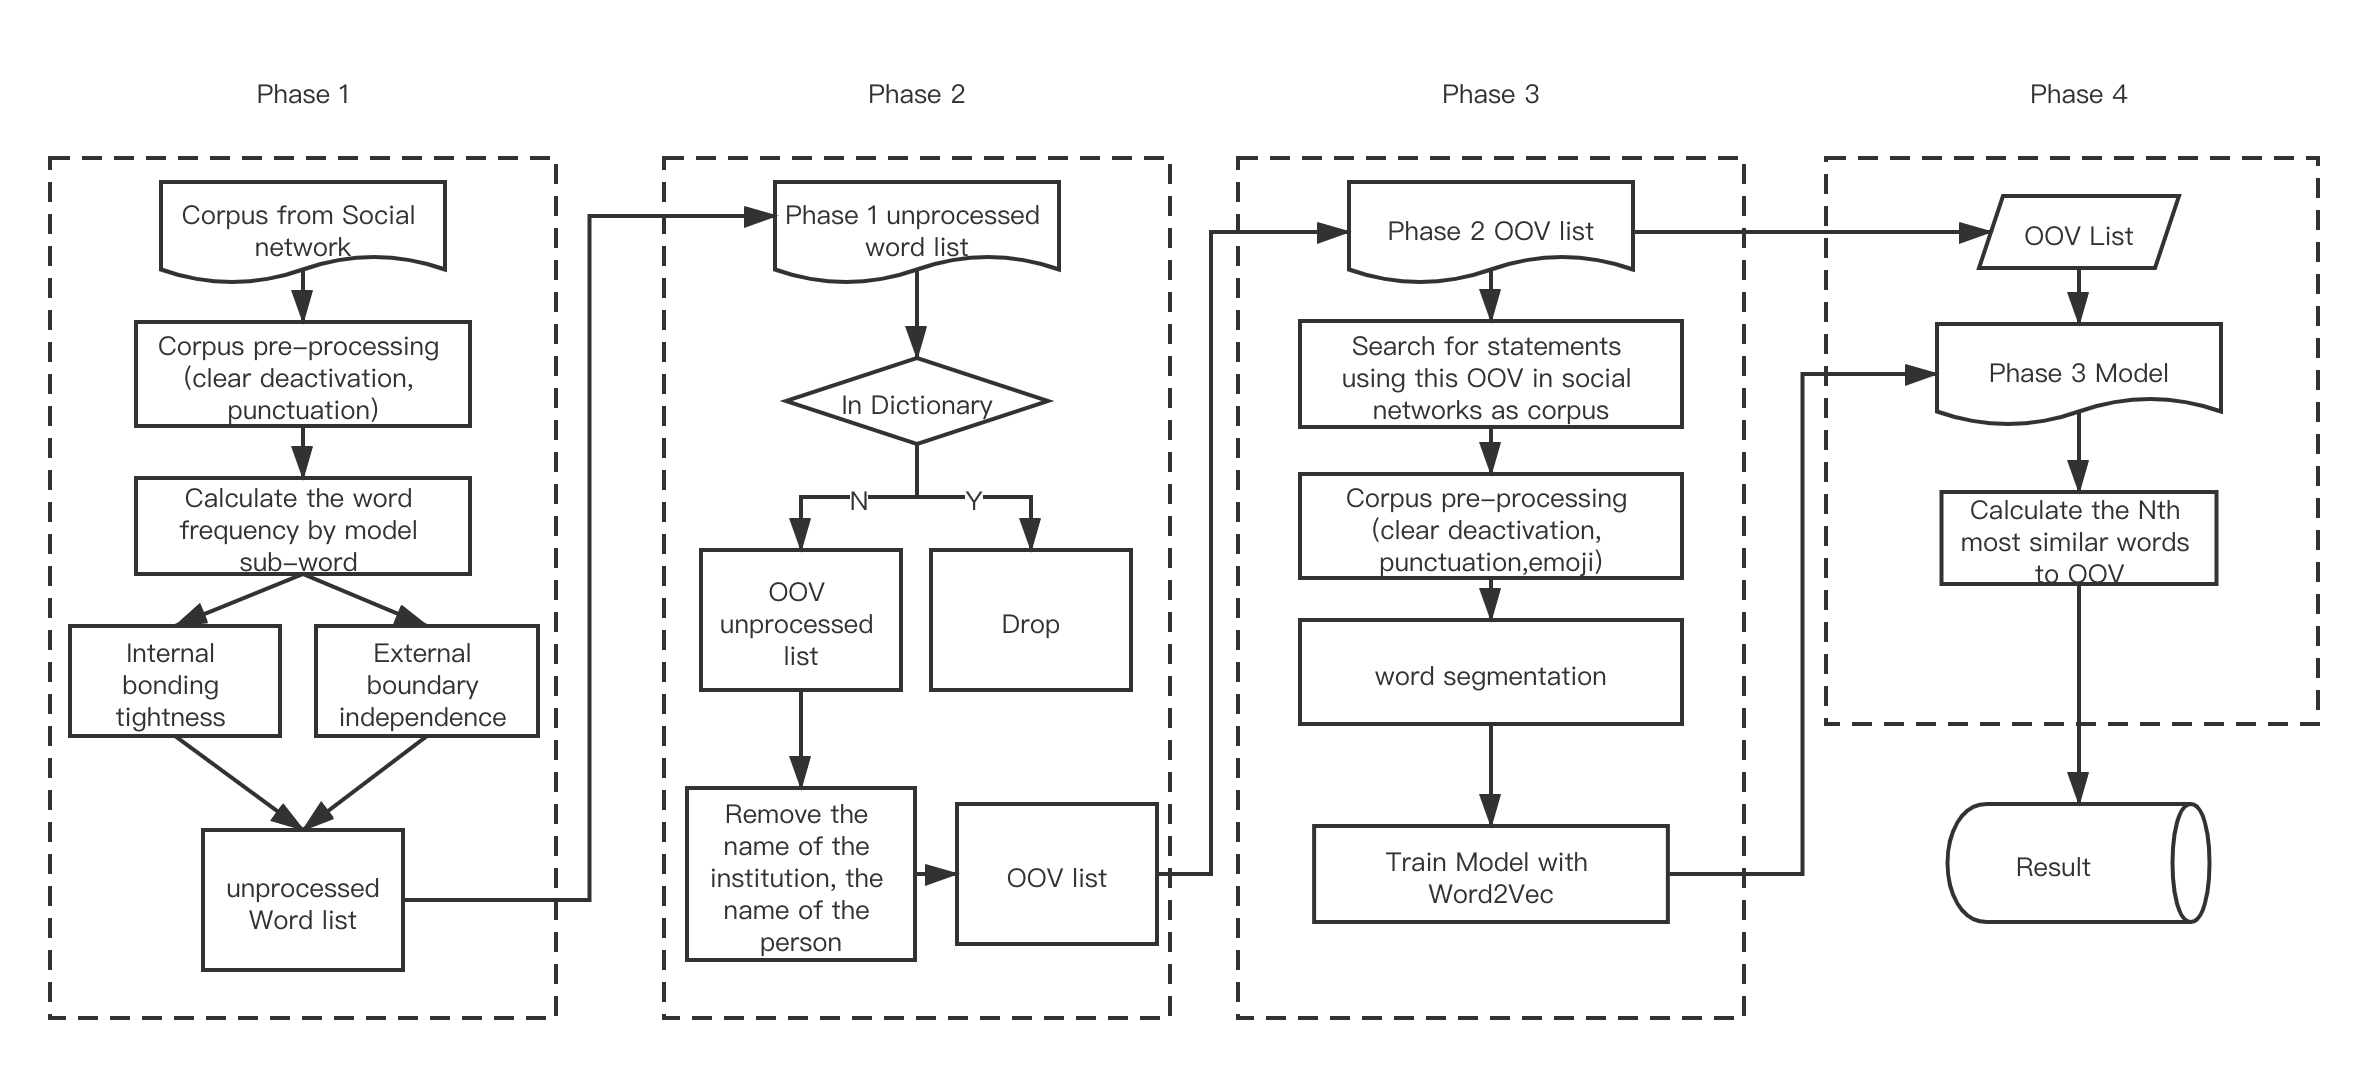 Phase 1
Phase 2
Phase 3
Phase 4
Corpus from Social
network
Corpus pre–processing
(clear deactivation,
punctuation)
Calculate the word
frequency by model
sub–word
Internal
bonding
tightness
External
boundary
independence
unprocessed
Word list
Phase 1 unprocessed
word list
In Dictionary
N
Y
OOV
unprocessed
list
Drop
Remove the
name of the
institution, the
name of the
person
OOV list
Phase 2 OOV list
Search for statements
using this OOV in social
networks as corpus
Corpus pre–processing
(clear deactivation,
punctuation,emoji)
word segmentation
Train Model with
Word2Vec
OOV List
Phase 3 Model
Calculate the Nth
most similar words
to OOV
Result